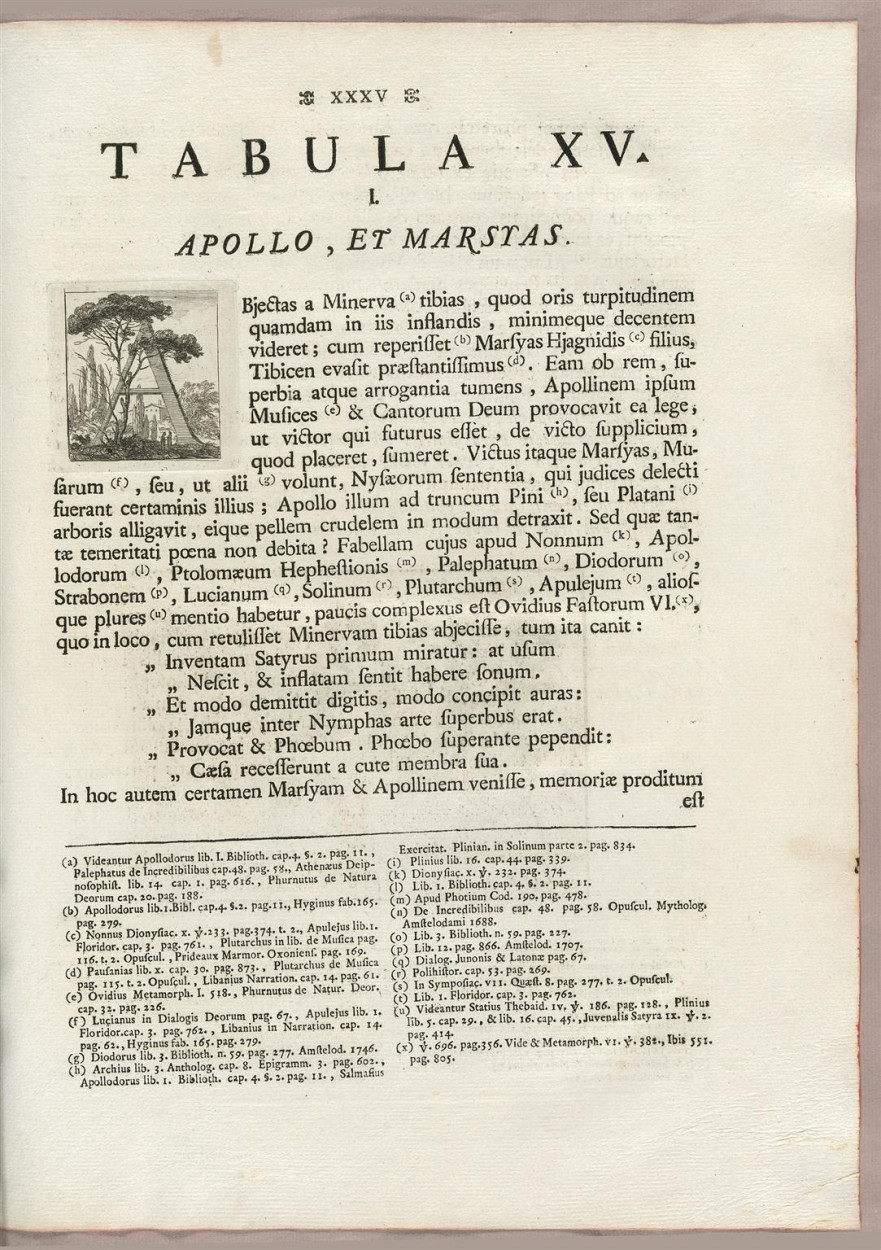 XXXV
TABULA XV.
I.
APOLLO, ET MARSYAS.
ABjectas a Minerva (a) tibias, quod oris turpitudinem
quamdam in iis inflandis, minimeque decentem
videret; cum reperiſſet (b) Marſyas Hjagnidis (c) filius,
Tibicen evaſit præſtantiſſimus (d). Eam ob rem, ſu-
perbia atque arrogantia tumens, Apollinem ipſum
Muſices (e) & Cantorum Deum provocavit ea lege;
ut victor qui futurus eſſet, de victo ſupplicium,
quod placeret, ſumeret. Victus itaque Marſyas, Mu-
ſarum (f), ſeu, ut alii (g) volunt, Nyſæorum ſententia, qui judices delecti
fuerant certaminis illius; Apollo illum ad truncum Pini (h), ſeu Platani (i)
arboris alligavit, eique pellem crudelem in modum detraxit. Sed quæ tan-
tæ temeritati pœna non debita? Fabellam cujus apud Nonnum (k), Apol-
lodorum (l), Ptolomæum Hepheſtionis (m), Palephatum (n), Diodorum (o),
Strabonem (p), Lucianum (q), Solinum (r), Plutarchum (s), Apulejum (t), alioſ-
que plures (u) mentio habetur, paucis complexus eſt Ovidius Faſtorum VI.(x),
quo in loco, cum retuliſſet Minervam tibias abjeciſſe, tum ita canit:
„ Inventam Satyrus primum miratur: at uſum
„ Neſcit, & inflatam ſentit habere ſonum.
„ Et modo demittit digitis, modo concipit auras:
„ Jamque inter Nymphas arte ſuperbus erat.
„ Provocat & Phœbum. Phœbo ſuperante pependit:
„ Cæſa receſſerunt a cute membra ſua.
In hoc autem certamen Marſyam & Apollinem veniſſe, memoriæ proditum
eſt
(a) Videantur Apollodorus lib. I. Biblioth. cap.4. §. 2. pag. 11.,
Palephatus de Incredibilibus cap.48. pag. 58., Athenæus Deip-
noſophiſt. lib. 14. cap. 1. pag. 616., Phurnutus de Natura
Deorum cap. 20. pag. 188.
(b) Apollodorus lib.1.Bibl. cap.4. §.2. pag.11., Hyginus fab.165.
pag. 279.
(c) Nonnus Dionyſiac. x. ℣.233. pag.374. t. 2., Apulejus lib.1.
Floridor. cap. 3. pag. 761., Plutarchus in lib. de Muſica pag.
116. t. 2. Opuſcul., Prideaux Marmor. Oxonienſ. pag. 169.
(d) Pauſanias lib. x. cap. 30. pag. 873., Plutarchus de Muſica
pag. 115. t. 2. Opuſcul., Libanius Narration. cap. 14. pag. 61.
(e) Ovidius Metamorph. I. 518., Phurnutus de Natur. Deor.
cap. 32. pag. 226.
(f) Lucianus in Dialogis Deorum pag. 67., Apulejus lib. 1.
Floridor.cap. 3. pag. 762., Libanius in Narration. cap. 14.
pag. 62., Hyginus fab. 165. pag. 279.
(g) Diodorus lib. 3. Biblioth. n. 59. pag. 277. Amſtelod. 1746.
(h) Archius lib. 3. Antholog. cap. 8. Epigramm. 3. pag. 602.,
Apollodorus lib. 1. Biblioth. cap. 4. §. 2. pag. 11., Salmaſius
Exercitat. Plinian. in Solinum parte 2. pag. 834.
(i) Plinius lib. 16. cap. 44. pag. 339.
(k) Dionyſiac. x. ℣. 232. pag. 374.
(l) Lib. 1. Biblioth. cap. 4. §. 2. pag. 11.
(m) Apud Photium Cod. 190. pag. 478.
(n) De Incredibilibus cap. 48. pag. 58. Opuſcul. Mytholog.
Amſtelodami 1688.
(o) Lib. 3. Biblioth. n. 59. pag. 227.
(p) Lib. 12. pag. 866. Amſtelod. 1707.
(q) Dialog. Junonis & Latonæ pag. 67.
(r) Polihiſtor. cap. 53. pag. 269.
(s) In Sympoſiac. VII. Quæſt. 8. pag. 277. t. 2. Opuſcul.
(t) Lib. 1. Floridor. cap. 3. pag. 762.
(u) Videantur Statius Thebaid. IV. ℣. 186. pag. 128., Plinius
lib. 5. cap. 29., & lib. 16. cap. 45., Juvenalis Satyra IX. ℣. 2.
pag. 414.
(x) ℣. 696. pag.356. Vide & Metamorph. VI. ℣. 382., Ibis 551.
pag. 805.